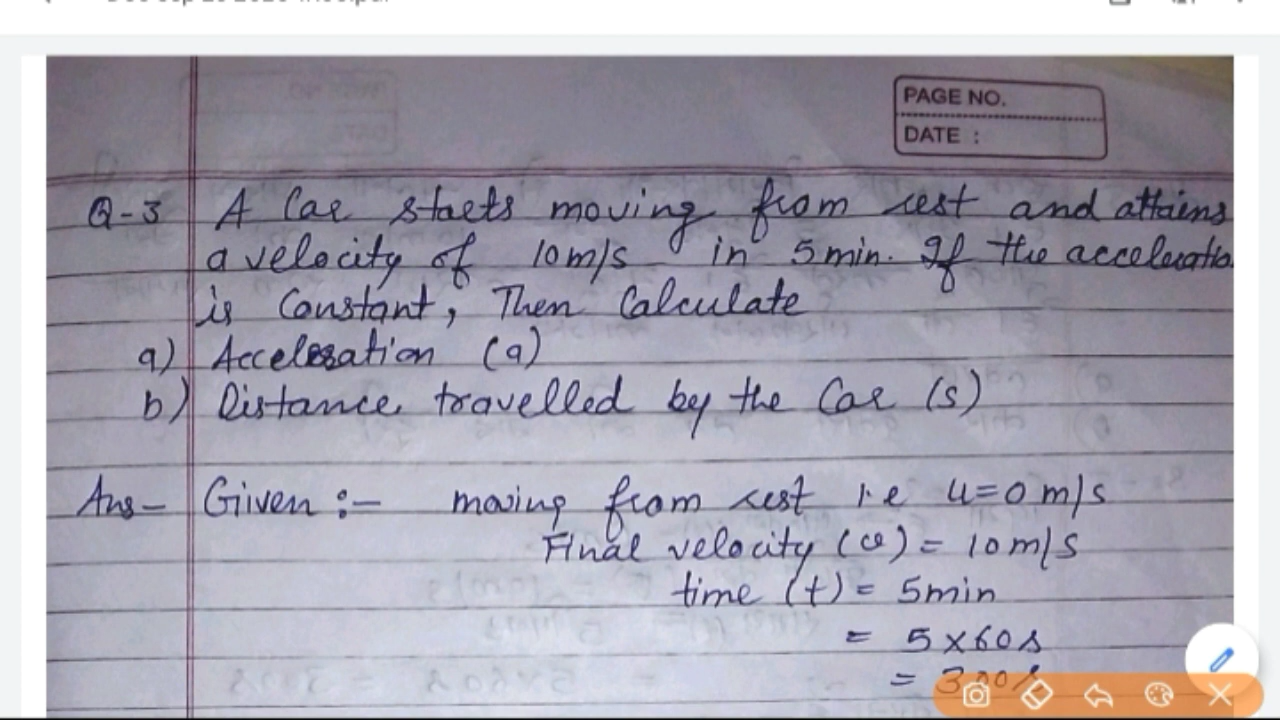 PAGE NO.
DATE :
Q-3 A Car starts moving from rest and attains
a velocity of 10m/s in 5min. If the acceleratio
is Constant, Then Calculate
a) Acceleration (a)
b) Distance travelled by the Car (s)
Ans- Given :- moving from rest i.e u=0 m/s
Final velocity (v) = 10m/s
time (t) = 5min
= 5×60s
= 300s